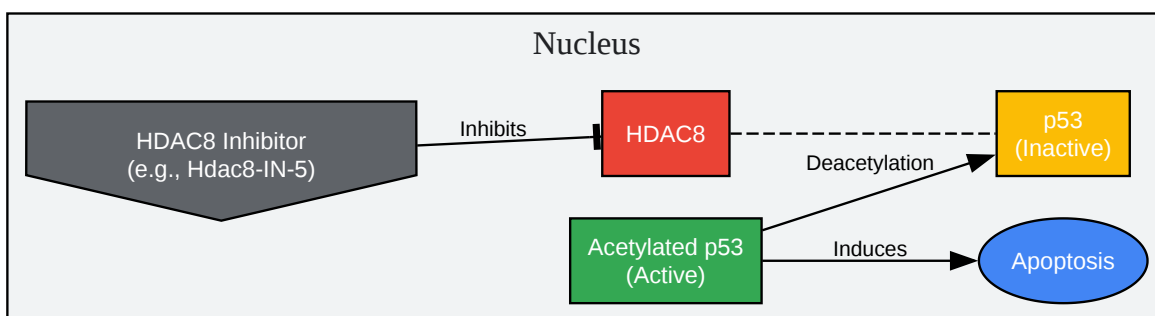 Nucleus
HDAC8 Inhibitor
(e.g., Hdac8-IN-5)
Inhibits
HDAC8
p53
(Inactive)
Deacetylation
Acetylated p53
(Active)
Induces
Apoptosis